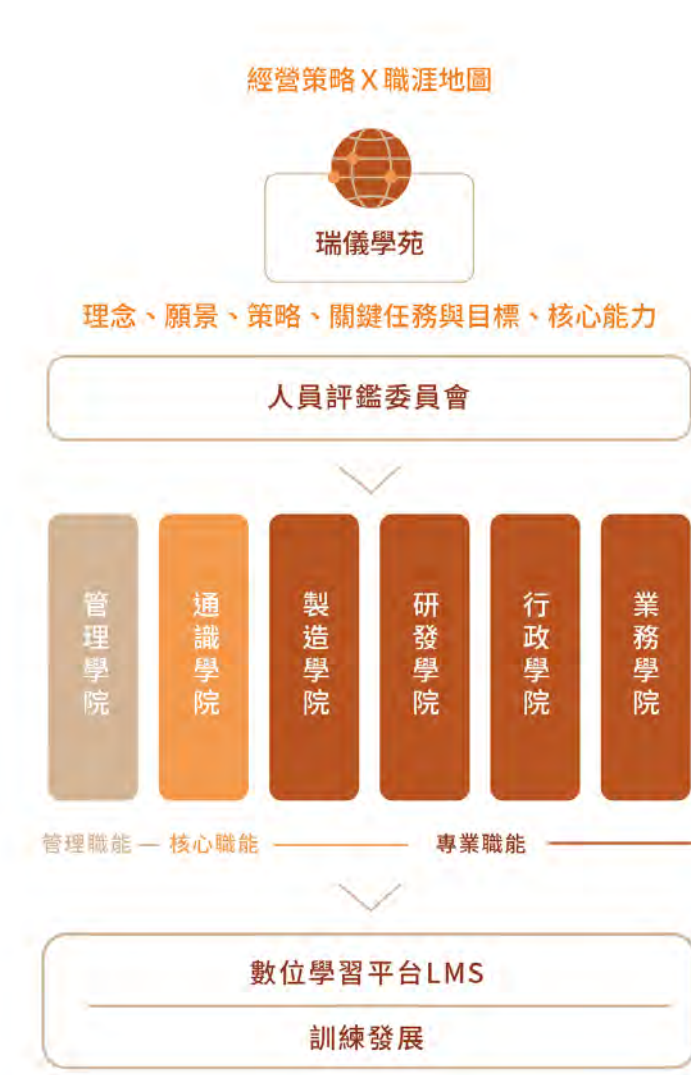 經營策略X職涯地圖
瑞儀學苑
理念、願景、策略、關鍵任務與目標、核心能力
人員評鑑委員會
管理學院
通識學院
製造學院
研發學院
行政學院
業務學院
管理職能
核心職能
專業職能
數位學習平台LMS
訓練發展